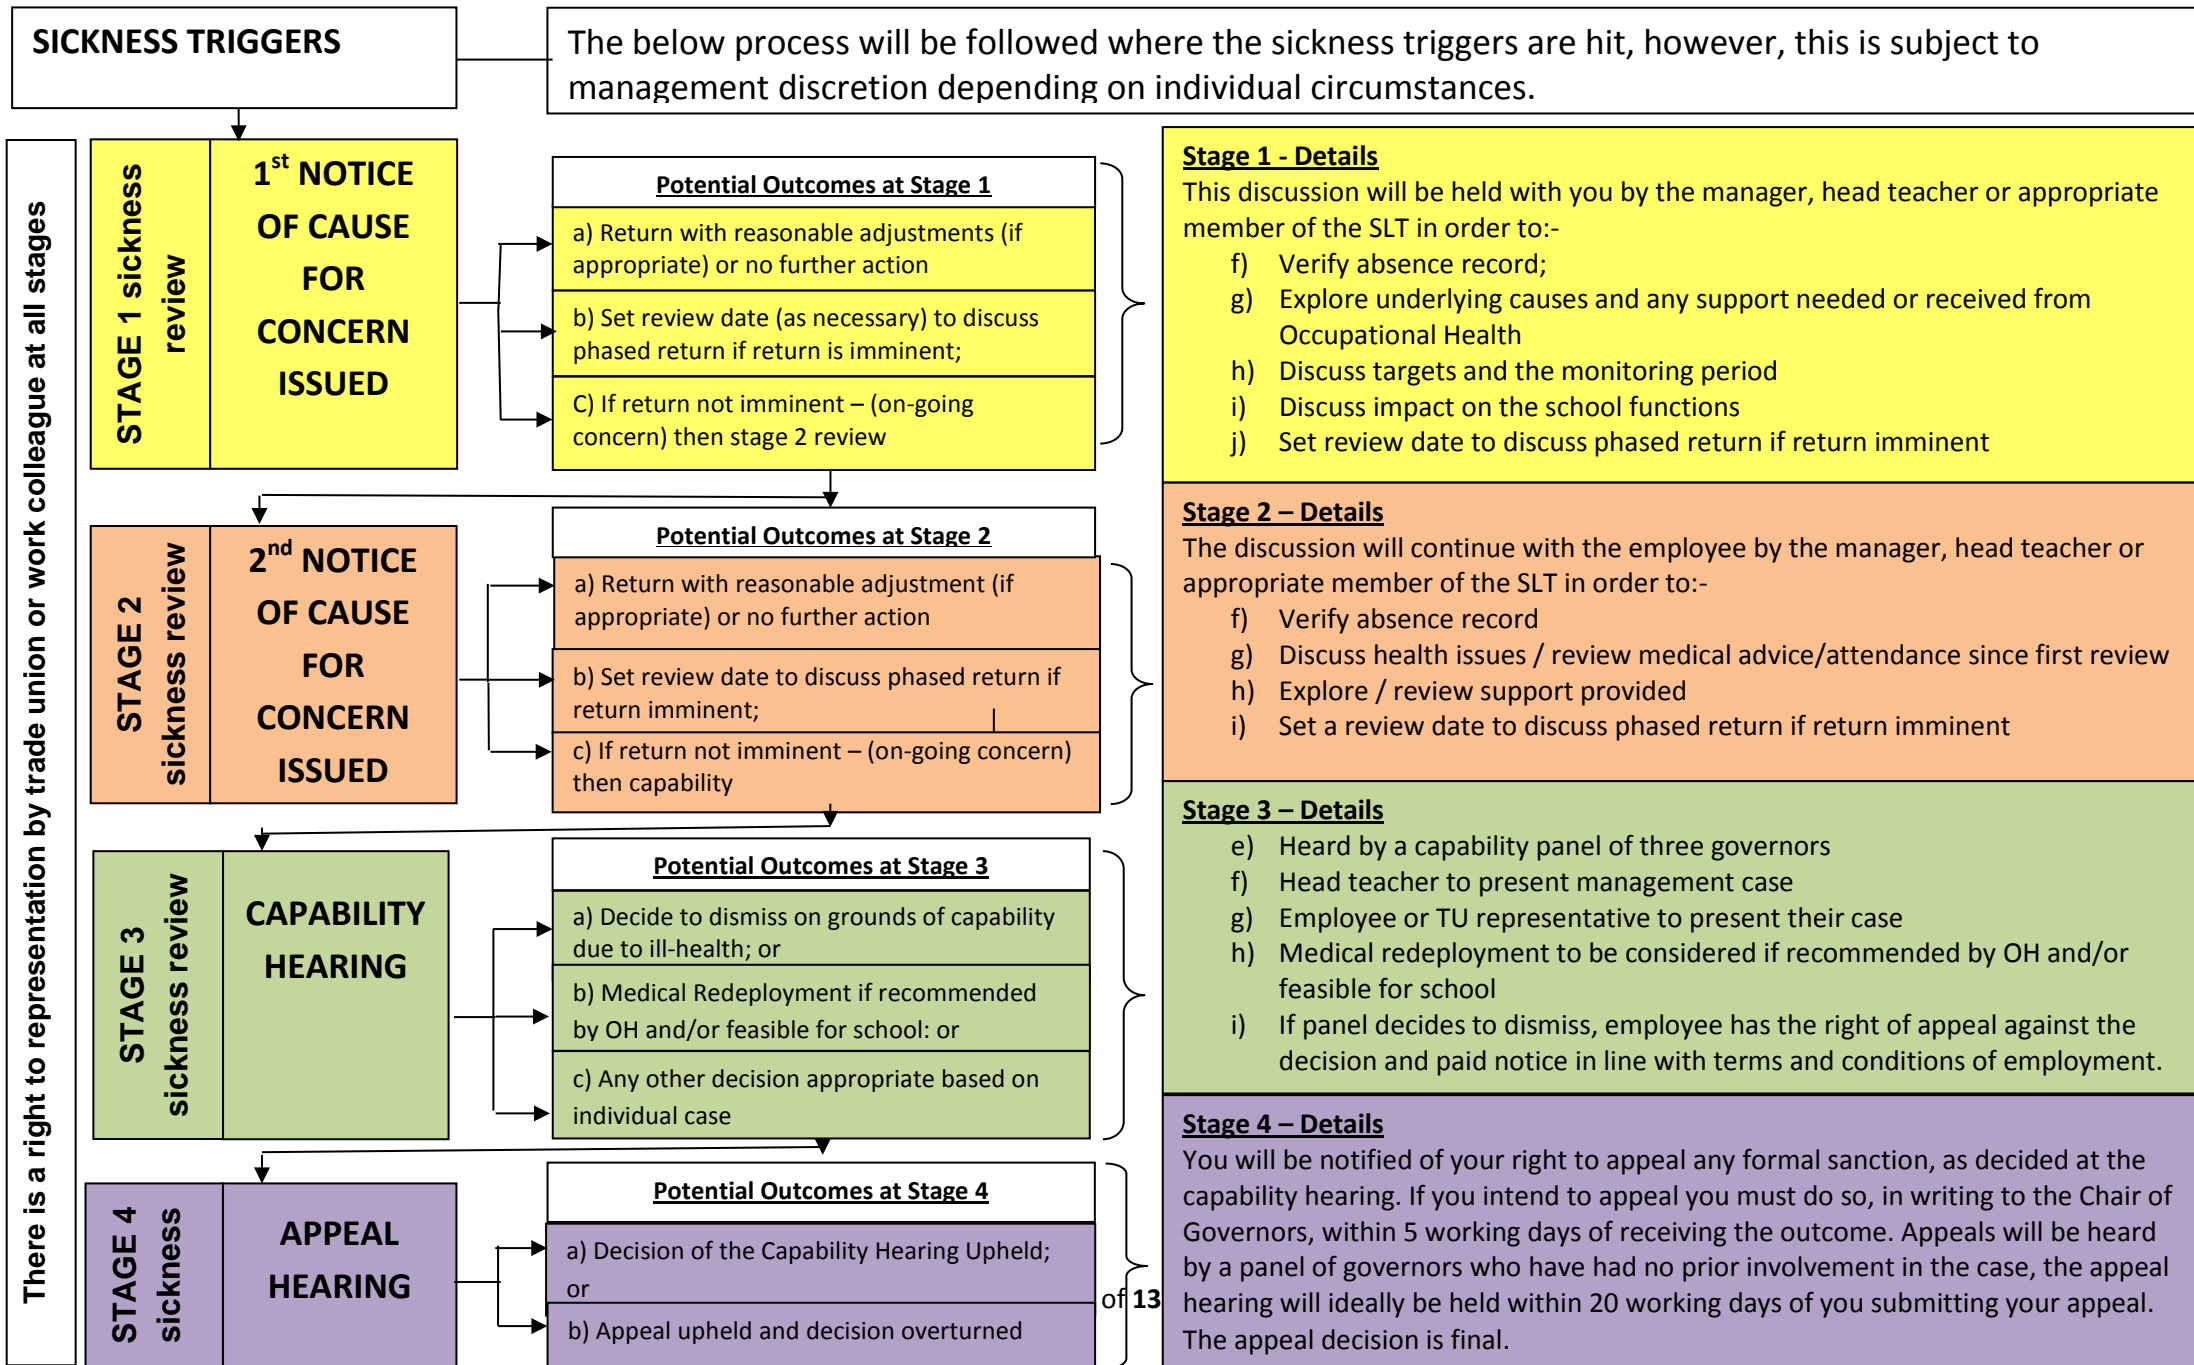 SICKNESS TRIGGERS
The below process will be followed where the sickness triggers are hit, however, this is subject to
management discretion depending on individual circumstances.
There is a right to representation by trade union or work colleague at all stages
STAGE 1 sickness
review
1st NOTICE
OF CAUSE
FOR
CONCERN
ISSUED
Potential Outcomes at Stage 1
a) Return with reasonable adjustments (if
appropriate) or no further action
b) Set review date (as necessary) to discuss
phased return if return is imminent;
C) If return not imminent – (on-going
concern) then stage 2 review
Stage 1 - Details
This discussion will be held with you by the manager, head teacher or appropriate
member of the SLT in order to:-
f) Verify absence record;
g) Explore underlying causes and any support needed or received from
Occupational Health
h) Discuss targets and the monitoring period
i) Discuss impact on the school functions
j) Set review date to discuss phased return if return imminent
STAGE 2
sickness review
2nd NOTICE
OF CAUSE
FOR
CONCERN
ISSUED
Potential Outcomes at Stage 2
a) Return with reasonable adjustment (if
appropriate) or no further action
b) Set review date to discuss phased return if
return imminent;
c) If return not imminent – (on-going concern)
then capability
Stage 2 – Details
The discussion will continue with the employee by the manager, head teacher or
appropriate member of the SLT in order to:-
f) Verify absence record
g) Discuss health issues / review medical advice/attendance since first review
h) Explore / review support provided
i) Set a review date to discuss phased return if return imminent
STAGE 3
sickness review
CAPABILITY
HEARING
Potential Outcomes at Stage 3
a) Decide to dismiss on grounds of capability
due to ill-health; or
b) Medical Redeployment if recommended
by OH and/or feasible for school: or
c) Any other decision appropriate based on
individual case
Stage 3 – Details
e) Heard by a capability panel of three governors
f) Head teacher to present management case
g) Employee or TU representative to present their case
h) Medical redeployment to be considered if recommended by OH and/or
feasible for school
i) If panel decides to dismiss, employee has the right of appeal against the
decision and paid notice in line with terms and conditions of employment.
STAGE 4
sickness
APPEAL
HEARING
Potential Outcomes at Stage 4
a) Decision of the Capability Hearing Upheld;
or
b) Appeal upheld and decision overturned
of 13
Stage 4 – Details
You will be notified of your right to appeal any formal sanction, as decided at the
capability hearing. If you intend to appeal you must do so, in writing to the Chair of
Governors, within 5 working days of receiving the outcome. Appeals will be heard
by a panel of governors who have had no prior involvement in the case, the appeal
hearing will ideally be held within 20 working days of you submitting your appeal.
The appeal decision is final.